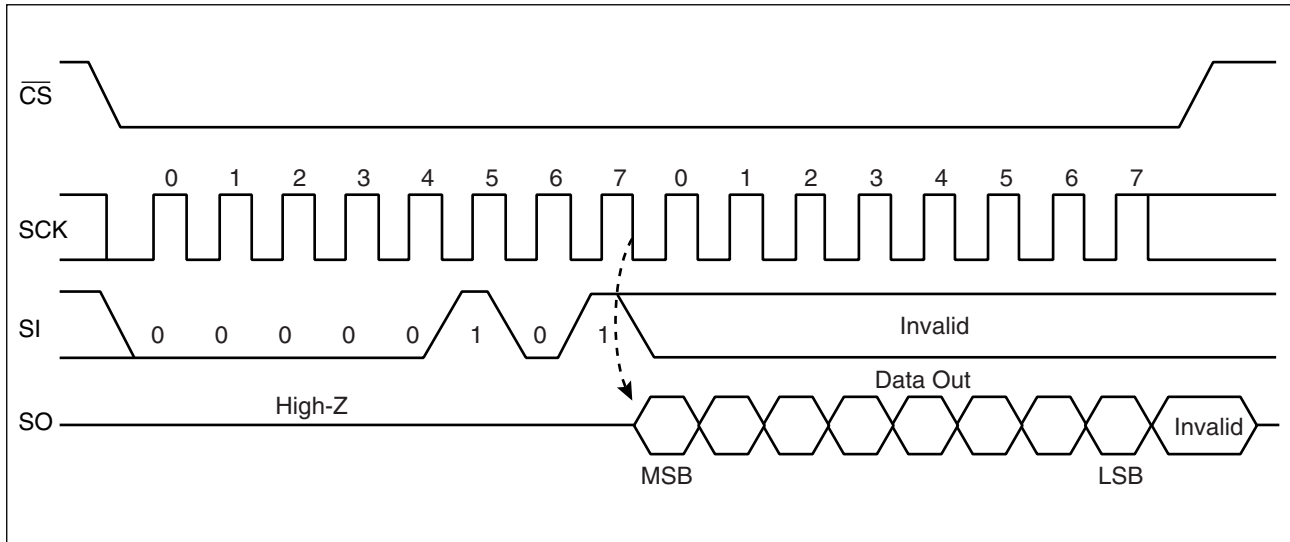 C̅S̅
0 1 2 3 4 5 6 7 0 1 2 3 4 5 6 7
SCK
SI 0 0 0 0 0 1 0 1 Invalid
Data Out
High-Z
SO Invalid
MSB LSB